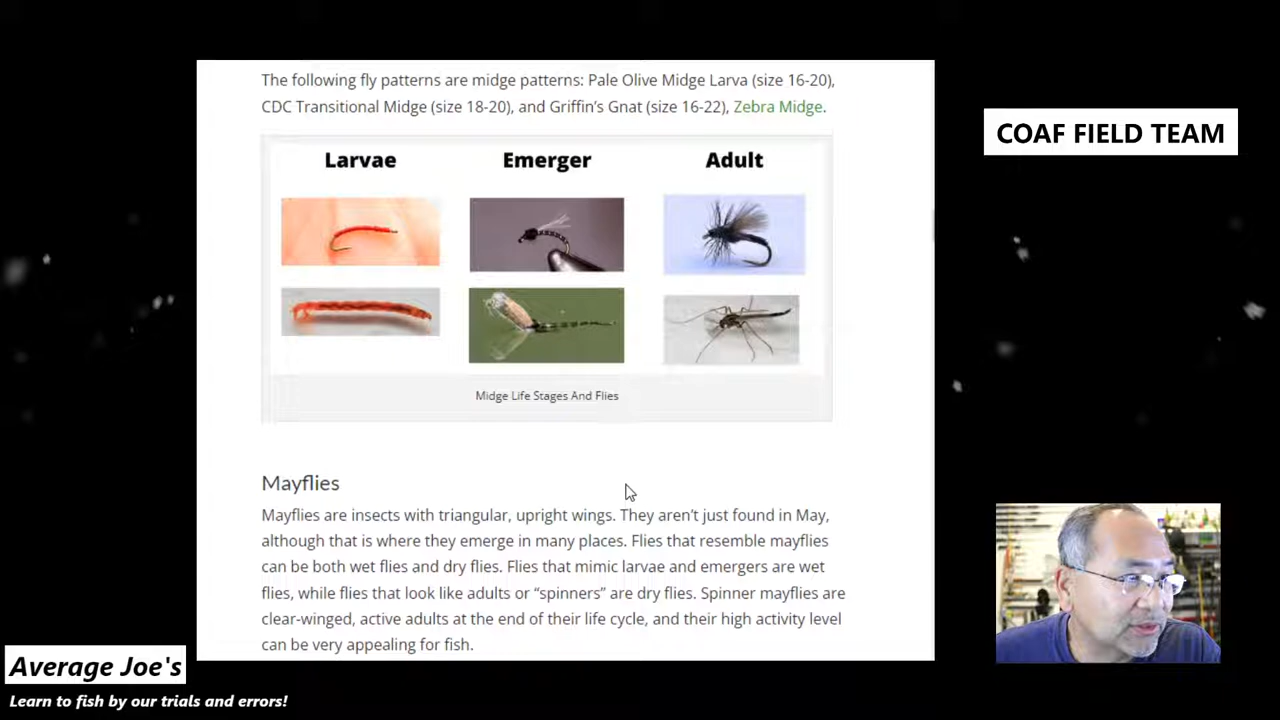 The following fly patterns are midge patterns: Pale Olive Midge Larva (size 16-20),
CDC Transitional Midge (size 18-20), and Griffin's Gnat (size 16-22), Zebra Midge.
Larvae
Emerger
Adult
Midge Life Stages And Flies
Mayflies
Mayflies are insects with triangular, upright wings. They aren't just found in May,
although that is where they emerge in many places. Flies that resemble mayflies
can be both wet flies and dry flies. Flies that mimic larvae and emergers are wet
flies, while flies that look like adults or “spinners” are dry flies. Spinner mayflies are
clear-winged, active adults at the end of their life cycle, and their high activity level
can be very appealing for fish.
COAF FIELD TEAM
Average Joe's
Learn to fish by our trials and errors!